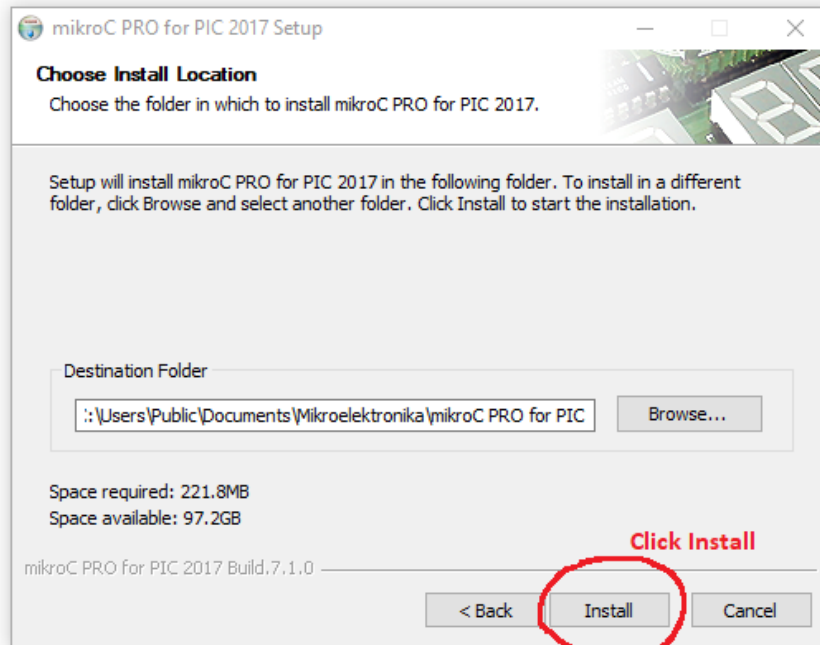 mikroC PRO for PIC 2017 Setup
Choose Install Location
Choose the folder in which to install mikroC PRO for PIC 2017.
Setup will install mikroC PRO for PIC 2017 in the following folder. To install in a different
folder, click Browse and select another folder. Click Install to start the installation.
Destination Folder
:\Users\Public\Documents\Mikroelektronika\mikroC PRO for PIC
Browse...
Space required: 221.8MB
Space available: 97.2GB
Click Install
mikroC PRO for PIC 2017 Build.7.1.0
< Back
Install
Cancel